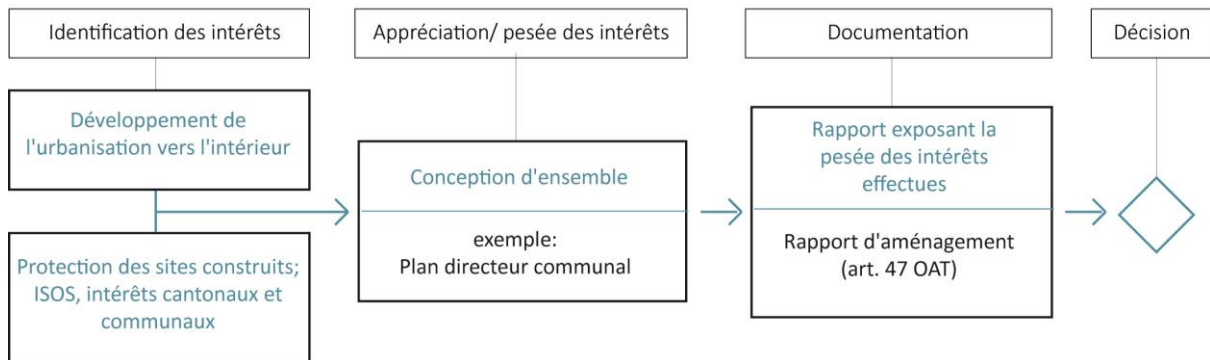 Identification des intérêts
Appréciation/ pesée des intérêts
Documentation
Décision
Développement de
l'urbanisation vers l'intérieur
Protection des sites construits;
ISOS, intérêts cantonaux et
communaux
Conception d'ensemble
exemple:
Plan directeur communal
Rapport exposant la
pesée des intérêts
effectues
Rapport d'aménagement
(art. 47 OAT)